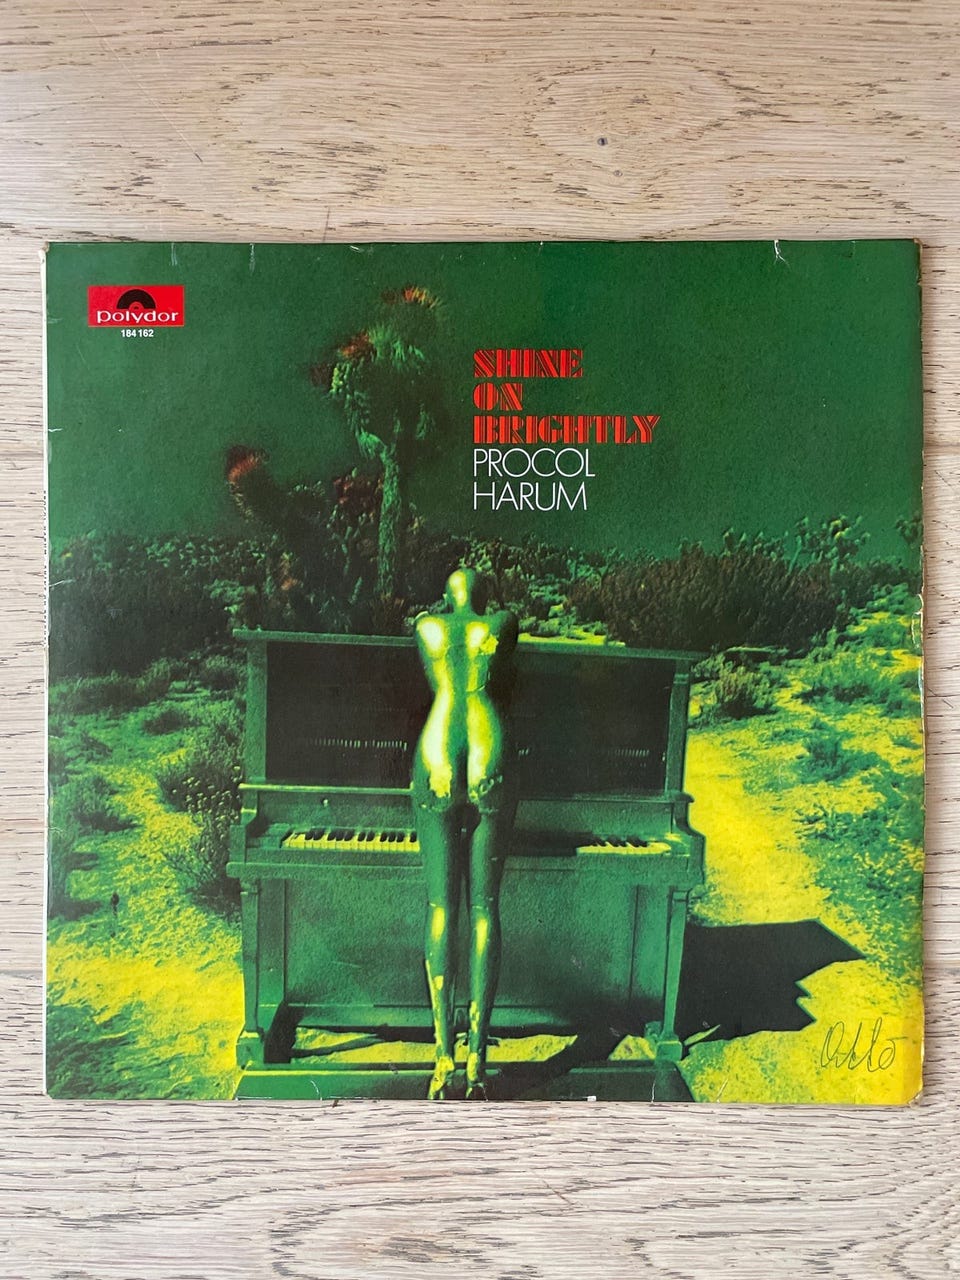 polydor
184 162
SHINE
ON
BRIGHTLY
PROCOL
HARUM